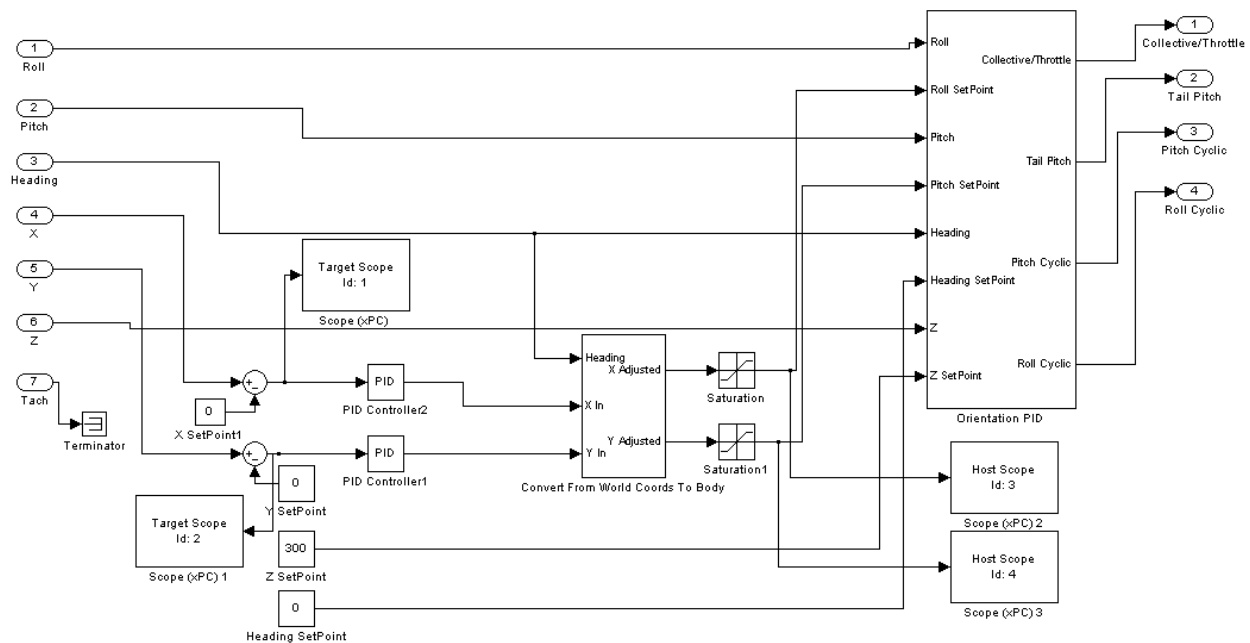 1
Roll
2
Pitch
3
Heading
4
X
5
Y
6
Z
7
Tach
Terminator
Target Scope
Id: 1
Scope (xPC)
+
-
0
X SetPoint1
PID
PID Controller2
+
-
0
Y SetPoint
PID
PID Controller1
Target Scope
Id: 2
Scope (xPC) 1
300
Z SetPoint
0
Heading SetPoint
Heading
X Adjusted
X In
Y Adjusted
Y In
Convert From World Coords To Body
Saturation
Saturation1
Roll
Collective/Throttle
Roll SetPoint
Pitch
Tail Pitch
Pitch SetPoint
Heading
Pitch Cyclic
Heading SetPoint
Z
Roll Cyclic
Z SetPoint
Orientation PID
1
Collective/Throttle
2
Tail Pitch
3
Pitch Cyclic
4
Roll Cyclic
Host Scope
Id: 3
Scope (xPC) 2
Host Scope
Id: 4
Scope (xPC) 3